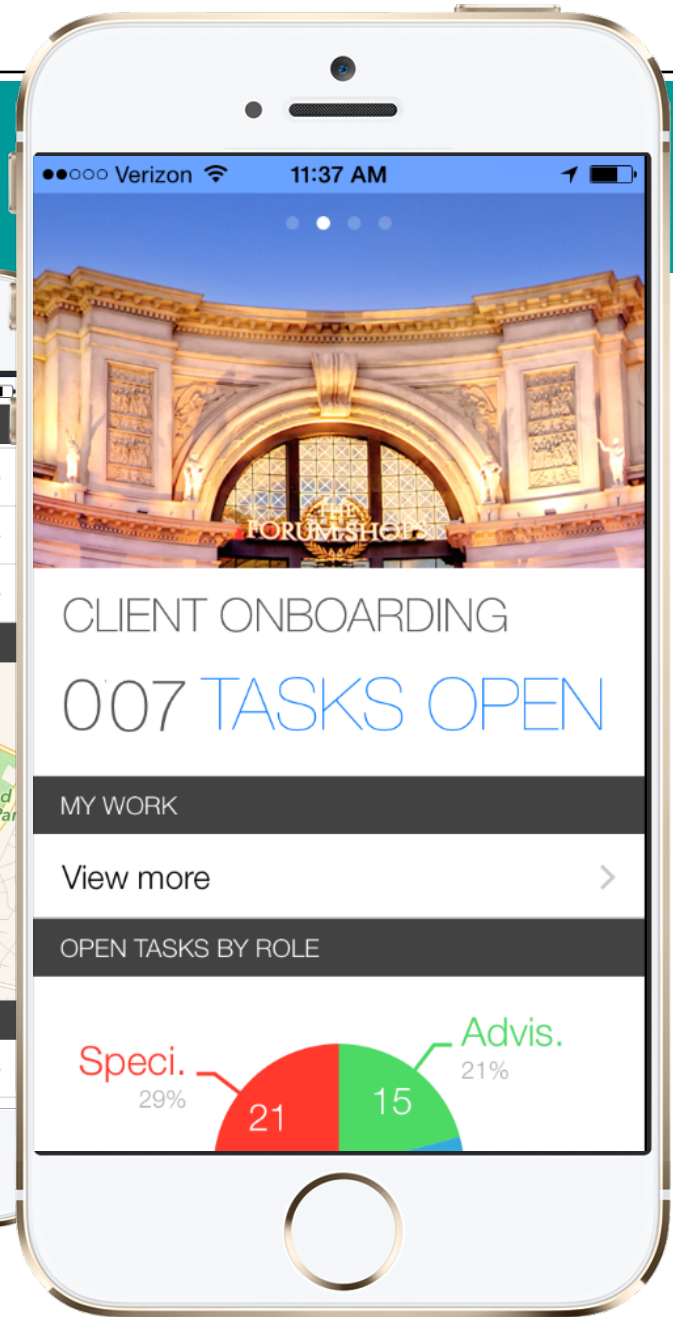 Verizon 11:37 AM
THE
FORUM SHOPS
CLIENT ONBOARDING
007 TASKS OPEN
MY WORK
View more
OPEN TASKS BY ROLE
Advis.
21%
Speci.
29%
21
15